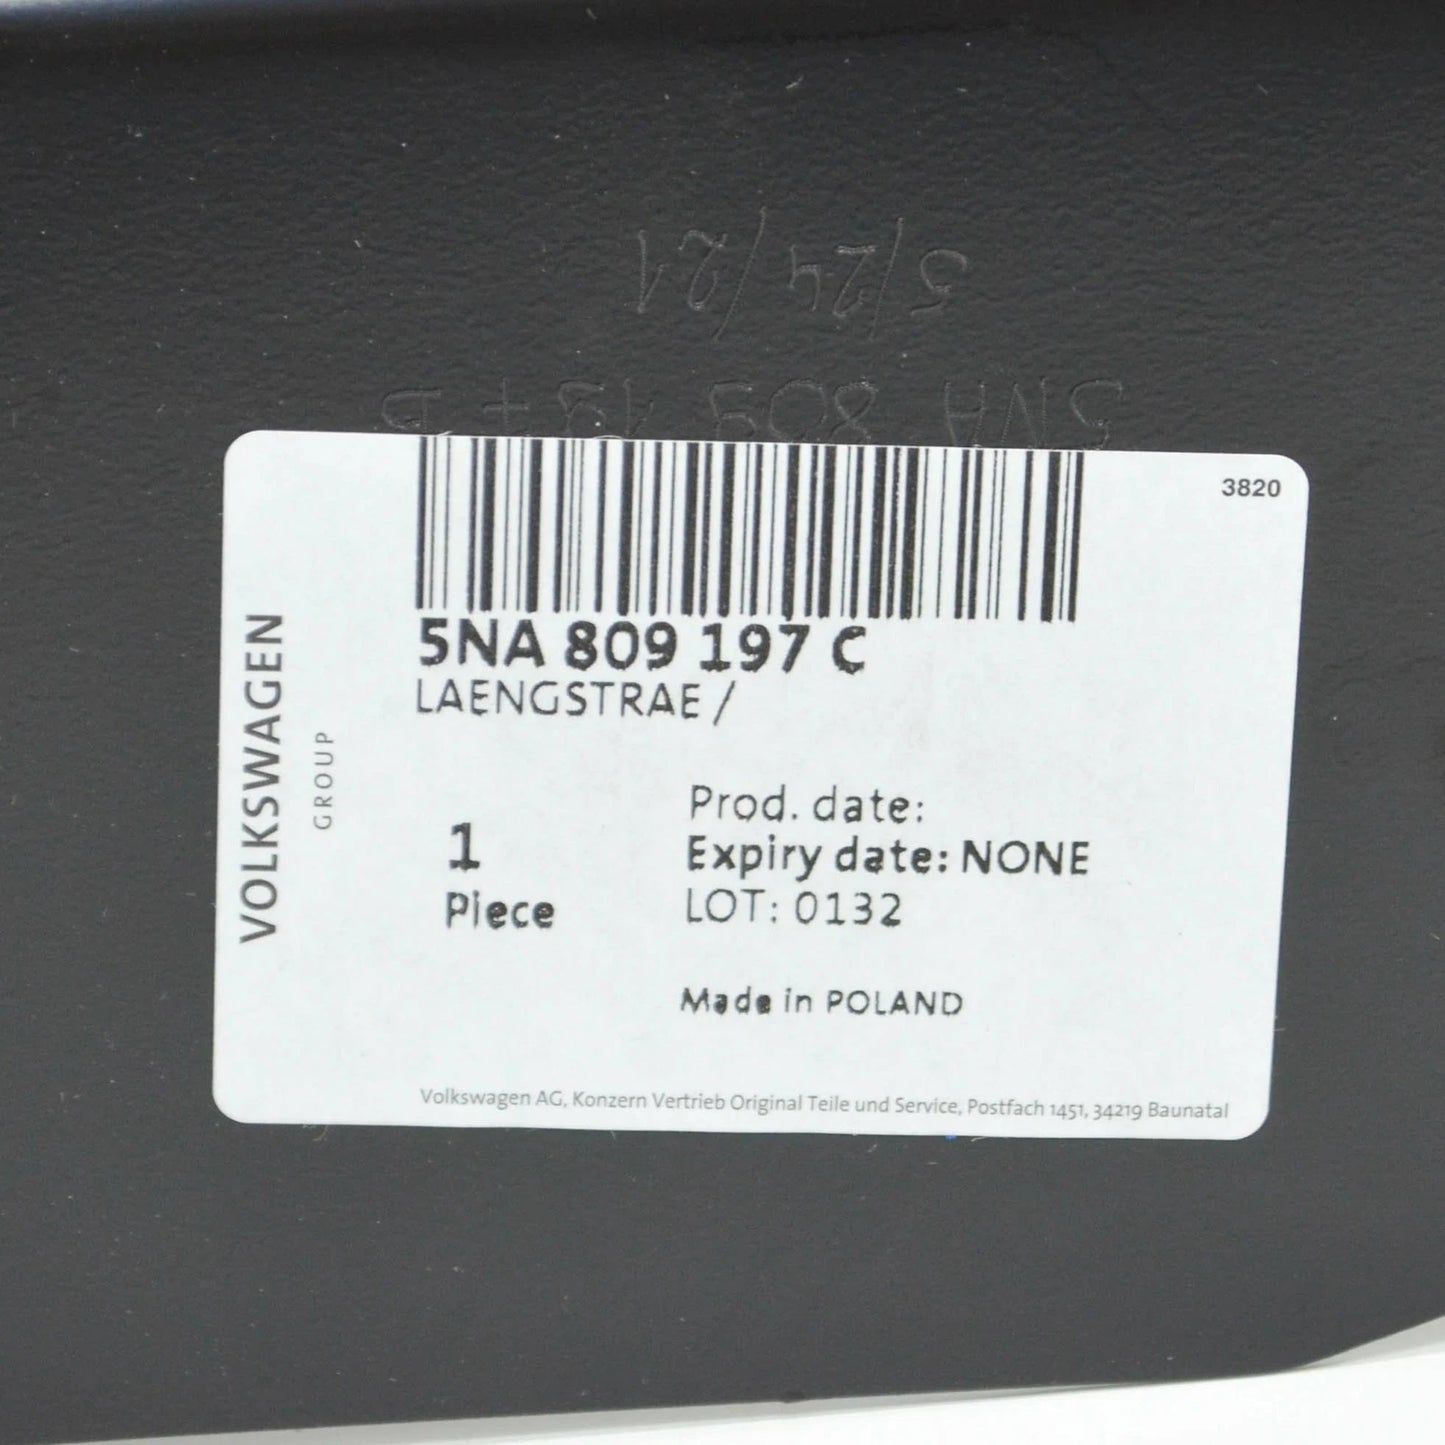 5/24/21
5NA 809
3820
5NA 809 197 C
LAENGSTRAE /
VOLKSWAGEN
GROUP
1
Piece
Prod. date:
Expiry date: NONE
LOT: 0132
Made in POLAND
Volkswagen AG, Konzern Vertrieb Original Teile und Service, Postfach 1451, 34219 Baunatal